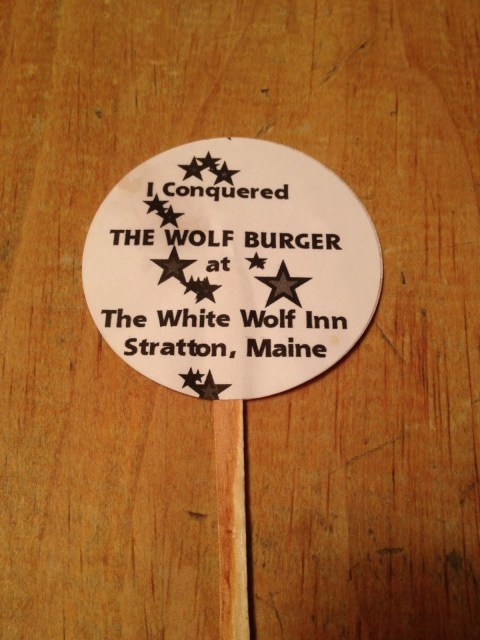 I Conquered
THE WOLF BURGER
at
The White Wolf Inn
Stratton, Maine